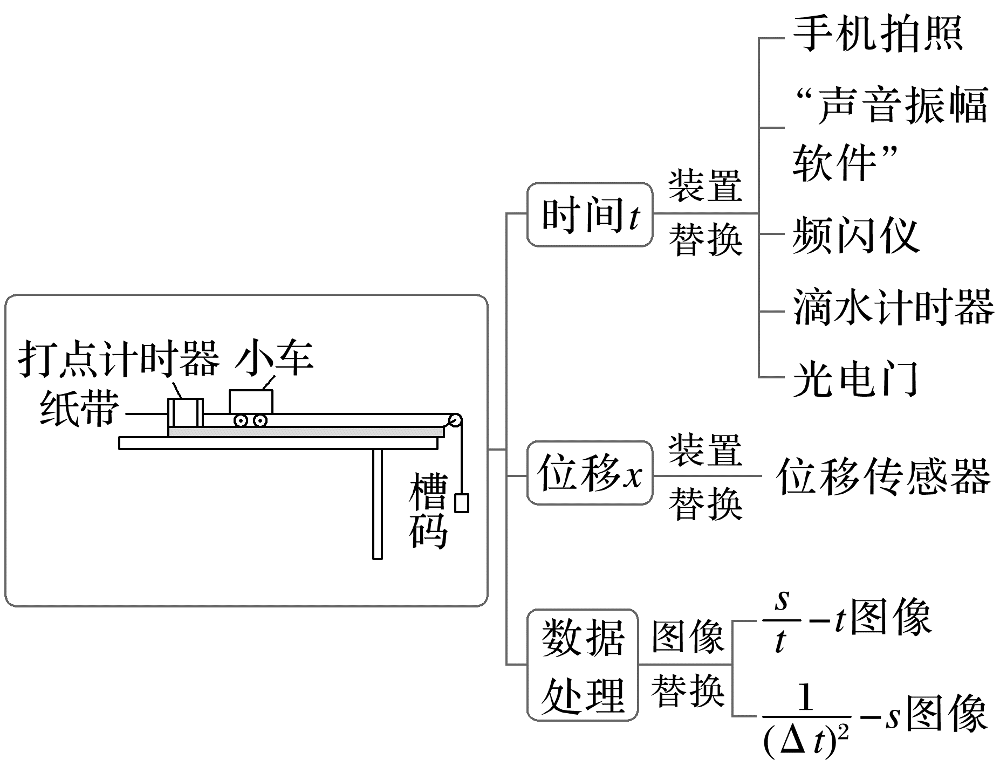 打点计时器 小车
纸带
槽
码
时间t
装置
替换
手机拍照
“声音振幅
软件”
频闪仪
滴水计时器
光电门
位移x
装置
替换
位移传感器
数据
处理
图像
替换
s/t－t图像
1/(Δt)²－s图像